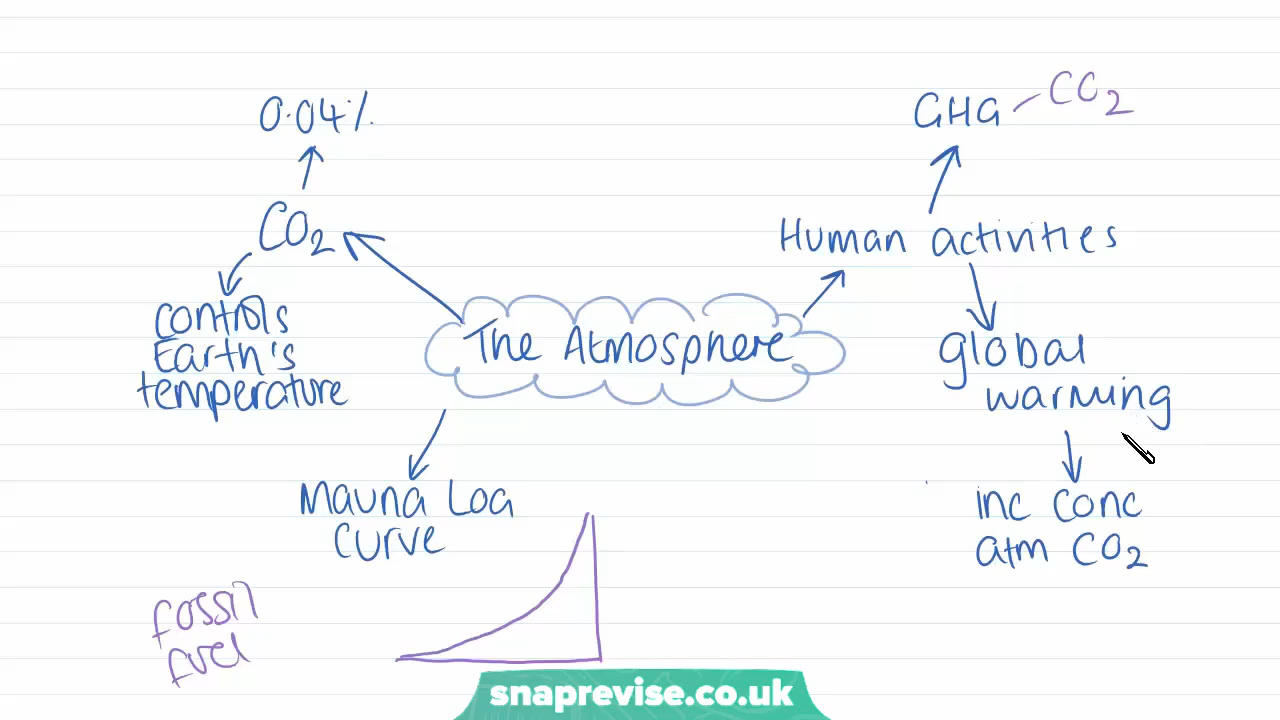 0.04%
CO2
controls
Earth's
temperature
The Atmosphere
Mauna Loa
curve
fossil
fuel
GHG - CO2
Human activities
global
warming
inc conc
atm CO2
snaprevise.co.uk